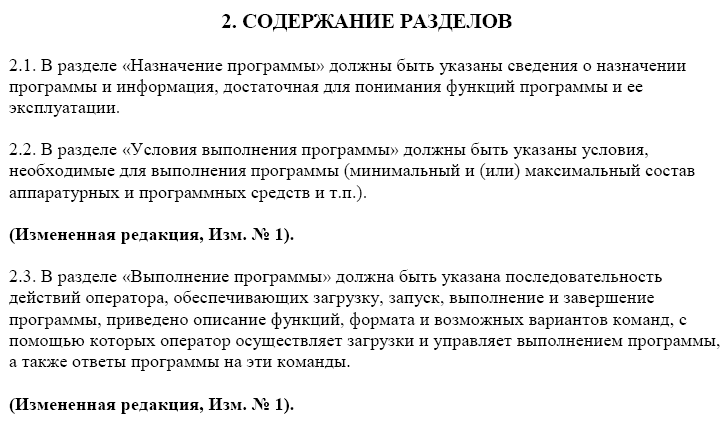 2. СОДЕРЖАНИЕ РАЗДЕЛОВ
2.1. В разделе «Назначение программы» должны быть указаны сведения о назначении
программы и информация, достаточная для понимания функций программы и ее
эксплуатации.
2.2. В разделе «Условия выполнения программы» должны быть указаны условия,
необходимые для выполнения программы (минимальный и (или) максимальный состав
аппаратурных и программных средств и т.п.).
(Измененная редакция, Изм. № 1).
2.3. В разделе «Выполнение программы» должна быть указана последовательность
действий оператора, обеспечивающих загрузку, запуск, выполнение и завершение
программы, приведено описание функций, формата и возможных вариантов команд, с
помощью которых оператор осуществляет загрузки и управляет выполнением программы,
а также ответы программы на эти команды.
(Измененная редакция, Изм. № 1).